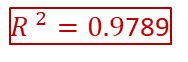 R ² = 0.9789